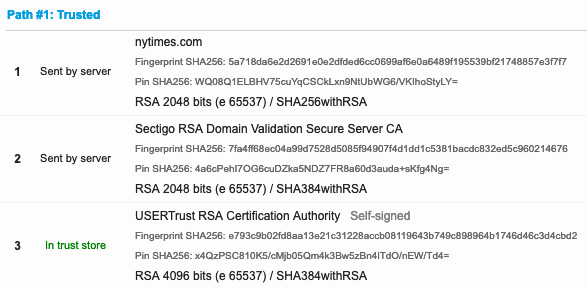 Path #1: Trusted
nytimes.com
Fingerprint SHA256: 5a718da6e2d2691e0e2dfded6cc0699af6e0a6489f195539bf21748857e3f7f7
1 Sent by server
Pin SHA256: WQ08Q1ELBHV75cuYqCSCkLxn9NtUbWG6/VKlhoStyLY=
RSA 2048 bits (e 65537) / SHA256withRSA
Sectigo RSA Domain Validation Secure Server CA
Fingerprint SHA256: 7fa4ff68ec04a99d7528d5085f94907f4d1dd1c5381bacdc832ed5c960214676
2 Sent by server
Pin SHA256: 4a6cPehI7OG6cuDZka5NDZ7FR8a60d3auda+sKfg4Ng=
RSA 2048 bits (e 65537) / SHA384withRSA
USERTrust RSA Certification Authority Self-signed
Fingerprint SHA256: e793c9b02fd8aa13e21c31228accb08119643b749c898964b1746d46c3d4cbd2
3 In trust store
Pin SHA256: x4QzPSC810K5/cMjb05Qm4k3Bw5zBn4lTdO/nEW/Td4=
RSA 4096 bits (e 65537) / SHA384withRSA